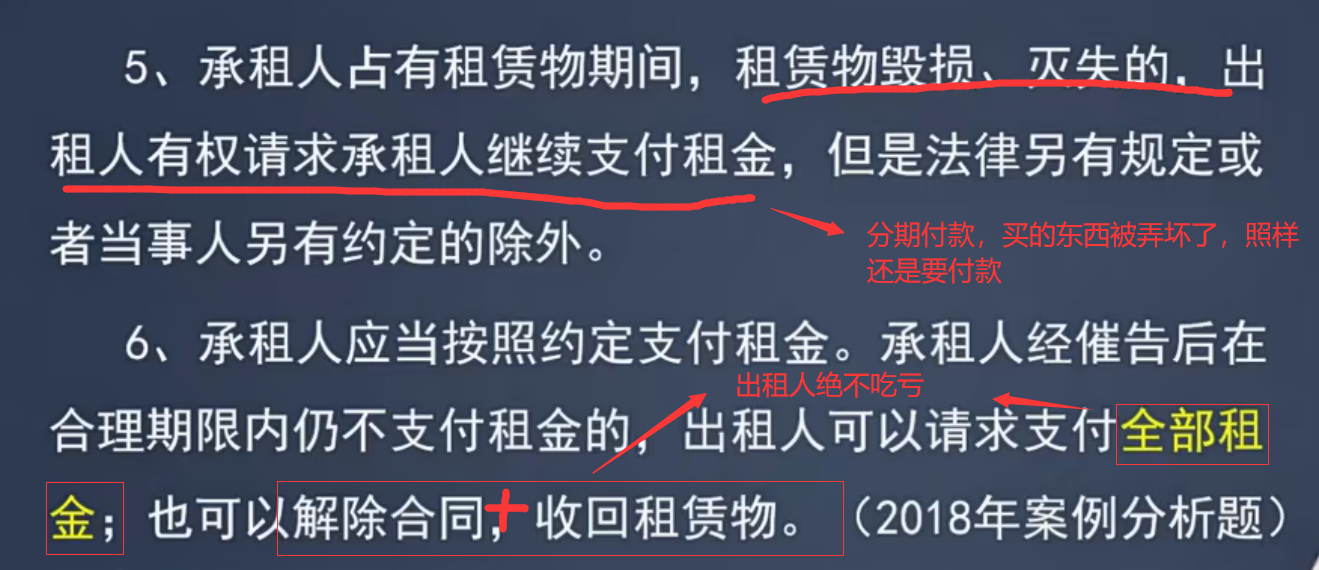 5、承租人占有租赁物期间，租赁物毁损、灭失的，出
租人有权请求承租人继续支付租金，但是法律另有规定或
者当事人另有约定的除外。
分期付款，买的东西被弄坏了，照样
还是要付款
6、承租人应当按照约定支付租金。承租人经催告后在
出租人绝不吃亏
合理期限内仍不支付租金的，出租人可以请求支付全部租
金；也可以解除合同，收回租赁物。（2018年案例分析题）